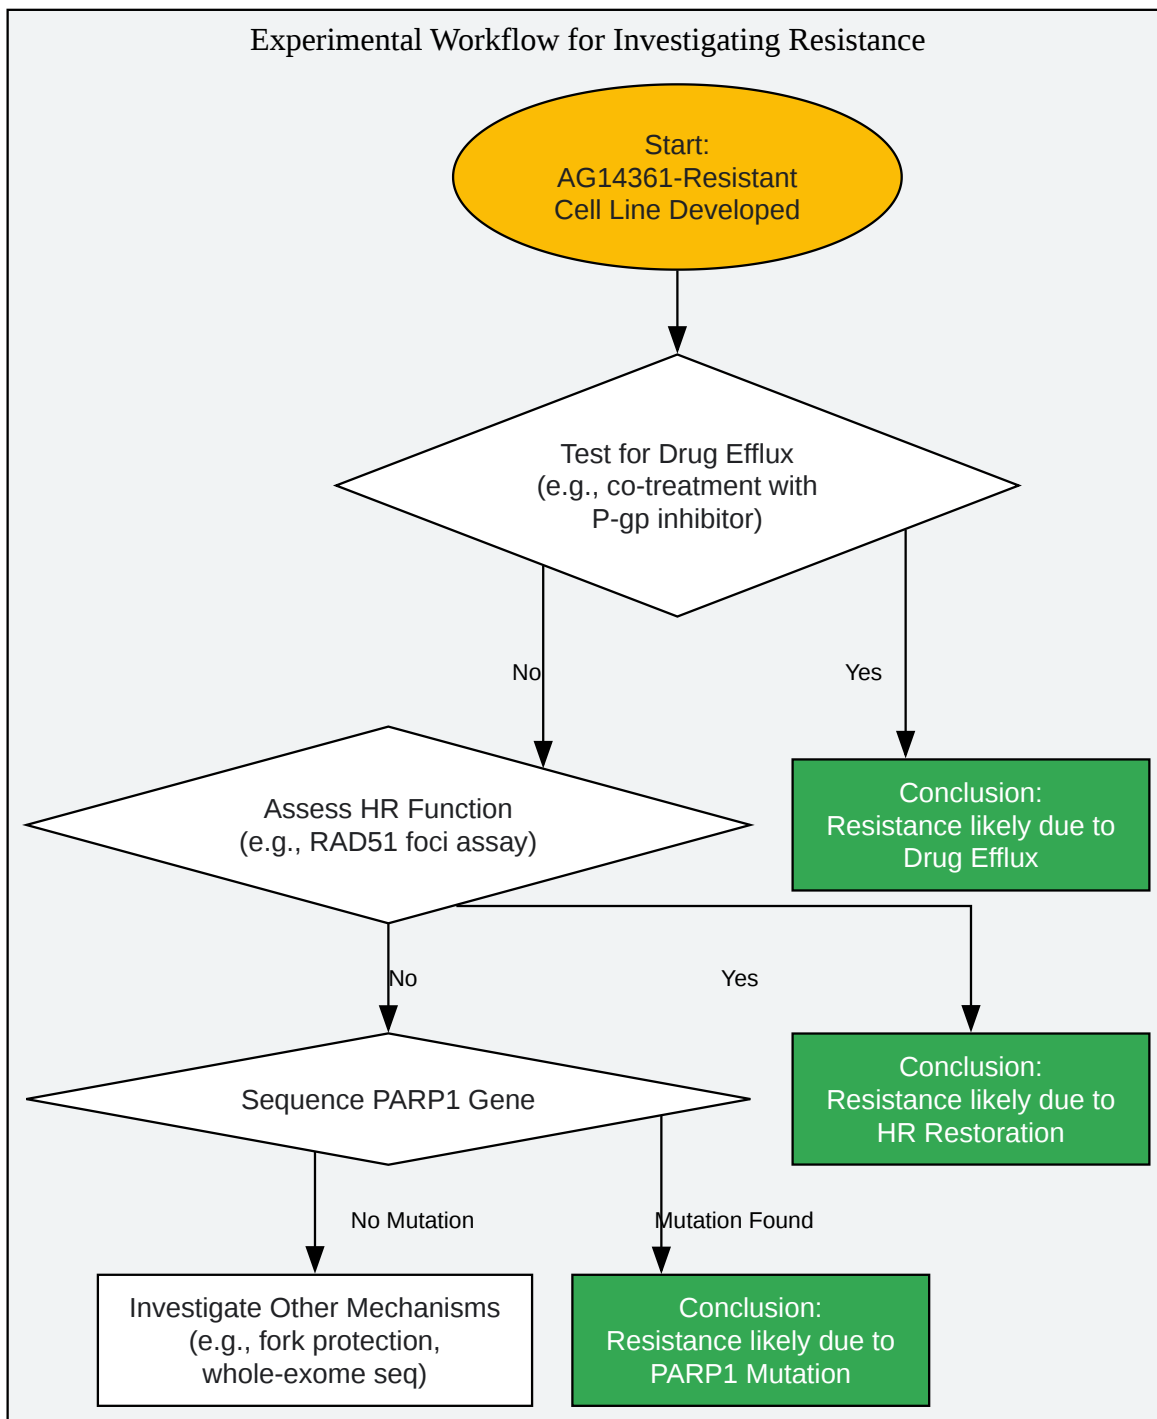 Experimental Workflow for Investigating Resistance
Start:
AG14361-Resistant
Cell Line Developed
Test for Drug Efflux
(e.g., co-treatment with
P-gp inhibitor)
No
Yes
Assess HR Function
(e.g., RAD51 foci assay)
Conclusion:
Resistance likely due to
Drug Efflux
No
Yes
Sequence PARP1 Gene
Conclusion:
Resistance likely due to
HR Restoration
No Mutation
Mutation Found
Investigate Other Mechanisms
(e.g., fork protection,
whole-exome seq)
Conclusion:
Resistance likely due to
PARP1 Mutation